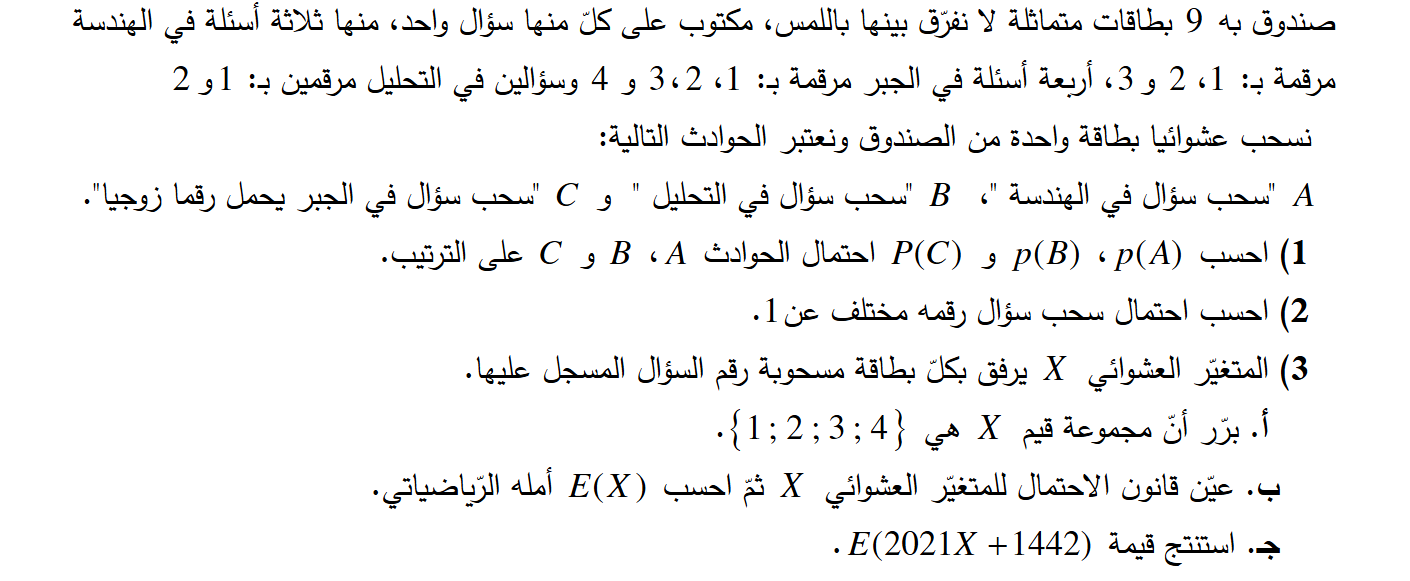 صندوق به 9 بطاقات متماثلة لا نفرّق بينها باللمس، مكتوب على كلّ منها سؤال واحد، منها ثلاثة أسئلة في الهندسة
مرقمة بـ: 1، 2 و 3، أربعة أسئلة في الجبر مرقمة بـ: 1، 2، 3 و 4 وسؤالين في التحليل مرقمين بـ: 1 و 2
نسحب عشوائيا بطاقة واحدة من الصندوق ونعتبر الحوادث التالية:
A "سحب سؤال في الهندسة "، B "سحب سؤال في التحليل " و C "سحب سؤال في الجبر يحمل رقما زوجيا".
1) احسب p(A) ، p(B) و P(C) احتمال الحوادث A ، B و C على الترتيب.
2) احسب احتمال سحب سؤال رقمه مختلف عن 1.
3) المتغيّر العشوائي X يرفق بكلّ بطاقة مسحوبة رقم السؤال المسجل عليها.
أ. برّر أنّ مجموعة قيم X هي {1 ; 2 ; 3 ; 4}.
ب. عيّن قانون الاحتمال للمتغيّر العشوائي X ثمّ احسب E(X) أمله الرّياضياتي.
جـ. استنتج قيمة E(2021X +1442) .